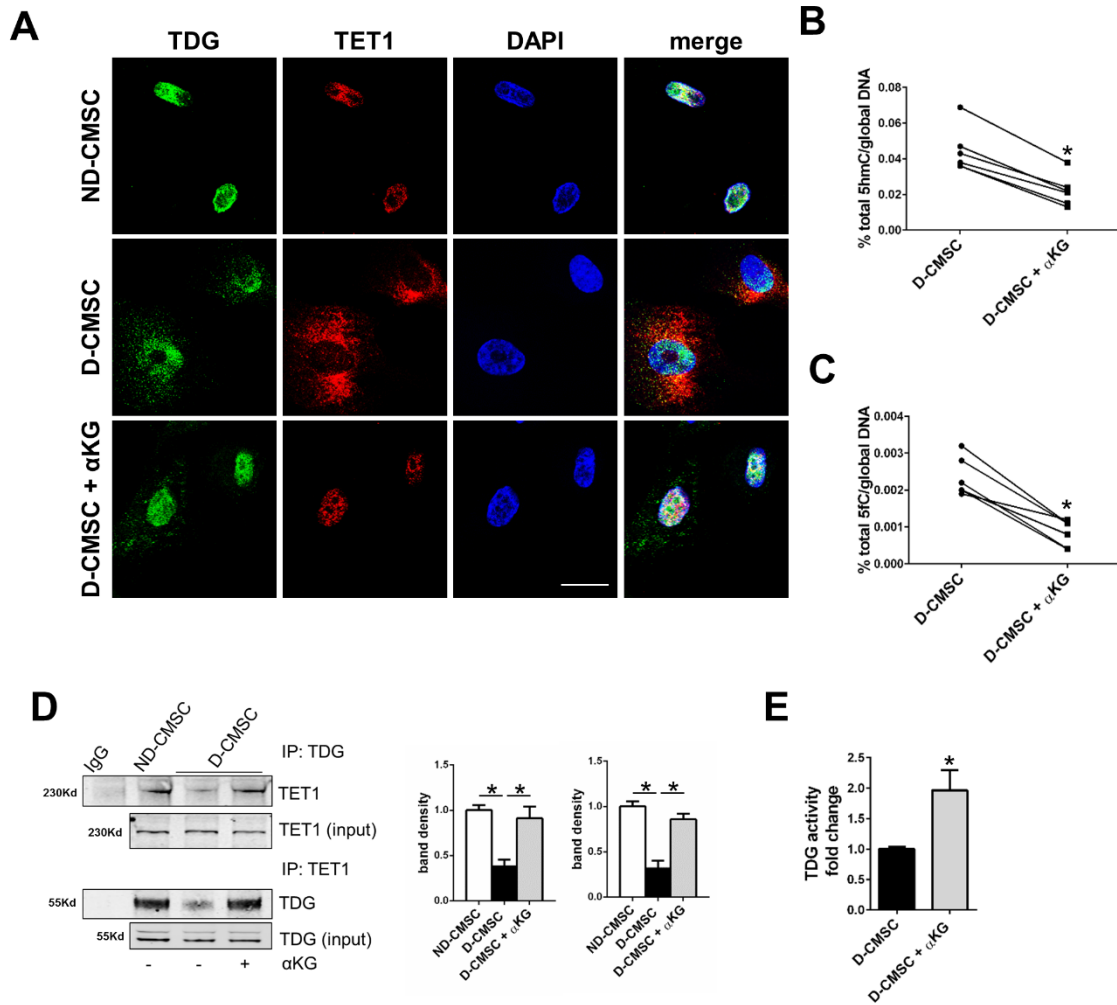 A
TDG TET1 DAPI merge
ND-CMSC
D-CMSC
D-CMSC + αKG
B
% total 5hmC/global DNA
0.08
0.06
0.04
0.02
0.00
*
D-CMSC
D-CMSC + αKG
C
% total 5fC/global DNA
0.004
0.003
0.002
0.001
0.000
*
D-CMSC
D-CMSC + αKG
D
IgG
ND-CMSC
D-CMSC
IP: TDG
230Kd TET1
230Kd TET1 (input)
IP: TET1
55Kd TDG
55Kd TDG (input)
- - + αKG
band density
1.5
1.0
0.5
0.0
* *
ND-CMSC
D-CMSC
D-CMSC + αKG
band density
1.5
1.0
0.5
0.0
* *
ND-CMSC
D-CMSC
D-CMSC + αKG
E
TDG activity
fold change
2.5
2.0
1.5
1.0
0.5
0.0
*
D-CMSC
D-CMSC + αKG